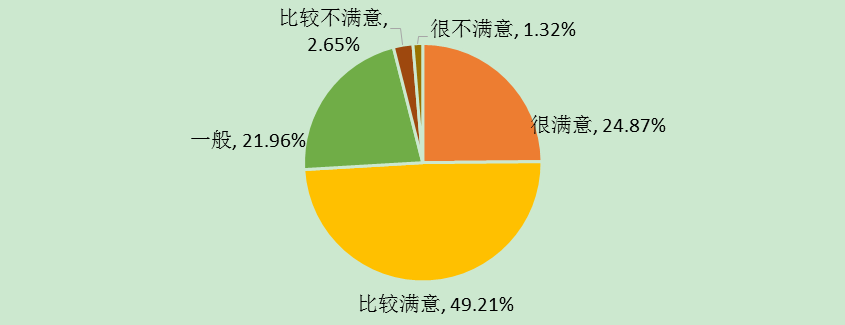 比较不满意,
2.65%
很不满意, 1.32%
很满意, 24.87%
一般, 21.96%
比较满意, 49.21%